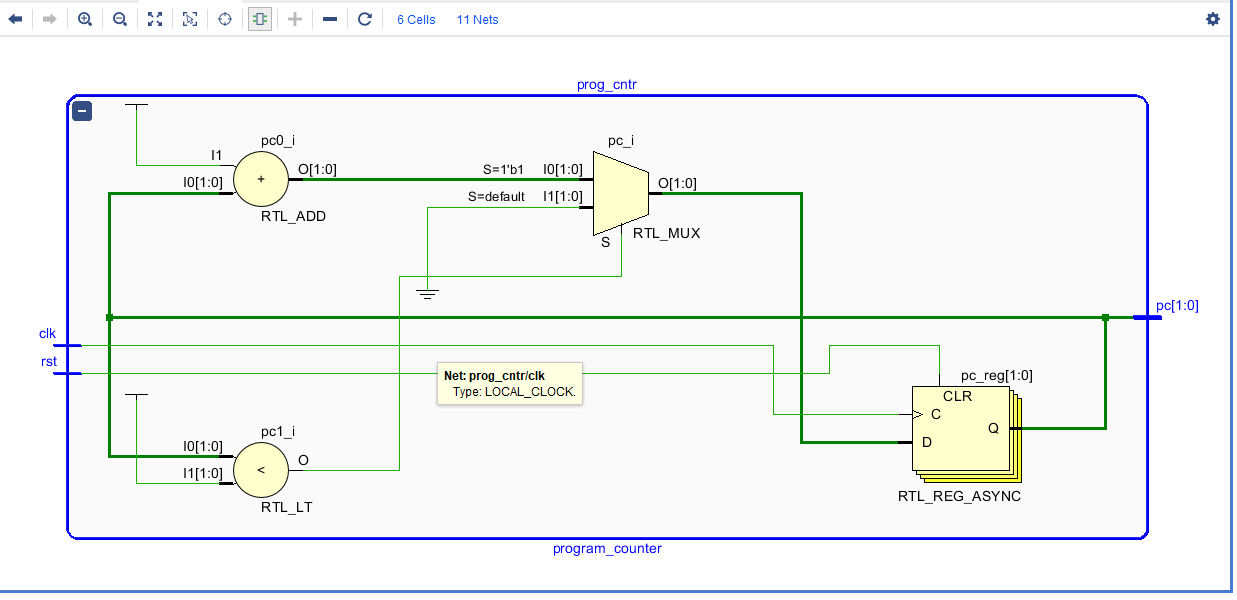 6 Cells 11 Nets
prog_cntr
pc0_i
pc_i
I1
O[1:0]
S=1'b1 I0[1:0]
I0[1:0]
+
O[1:0]
S=default I1[1:0]
RTL_ADD
RTL_MUX
S
pc[1:0]
clk
rst
Net: prog_cntr/clk
Type: LOCAL_CLOCK.
pc_reg[1:0]
CLR
C
Q
D
pc1_i
I0[1:0]
O
I1[1:0]
<
RTL_REG_ASYNC
RTL_LT
program_counter